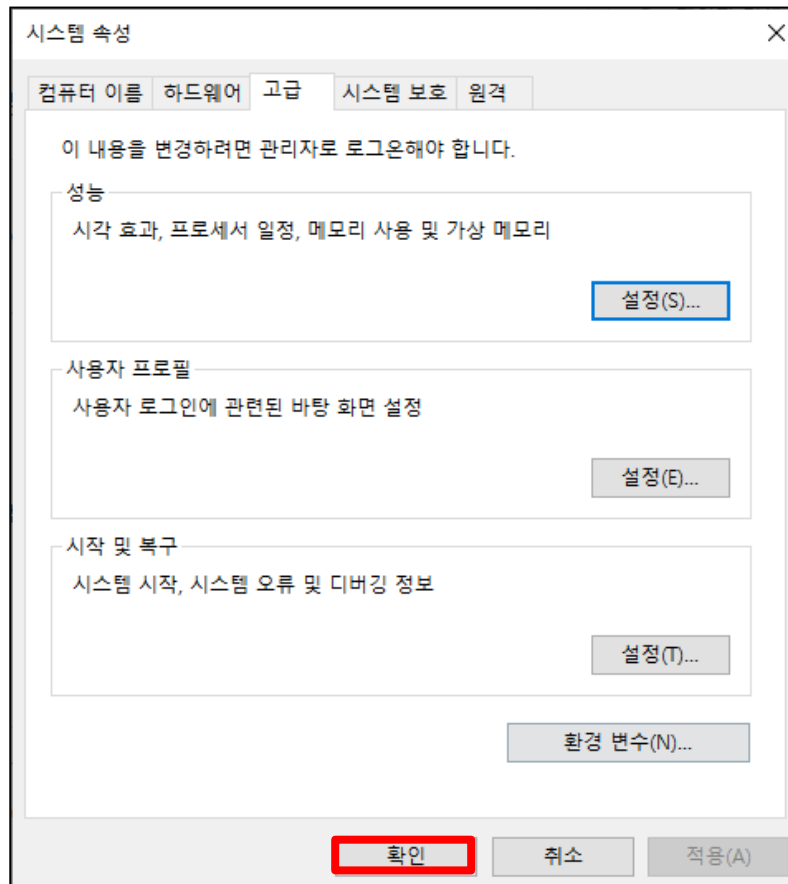 시스템 속성
컴퓨터 이름 하드웨어 고급 시스템 보호 원격
이 내용을 변경하려면 관리자로 로그온해야 합니다.
성능
시각 효과, 프로세서 일정, 메모리 사용 및 가상 메모리
설정(S)...
사용자 프로필
사용자 로그인에 관련된 바탕 화면 설정
설정(E)...
시작 및 복구
시스템 시작, 시스템 오류 및 디버깅 정보
설정(T)...
환경 변수(N)...
확인 취소 적용(A)